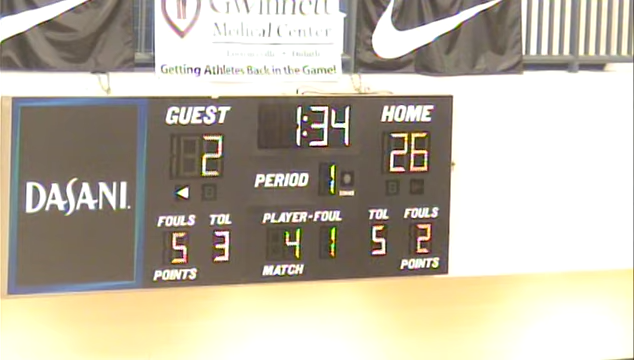 Gwinnett
Medical Center
Getting Athletes Back in the Game!
GUEST 1:34 HOME
2 26
PERIOD 1
DASANI.
FOULS TOL PLAYER-FOUL TOL FOULS
5 3 4 1 5 2
POINTS MATCH POINTS